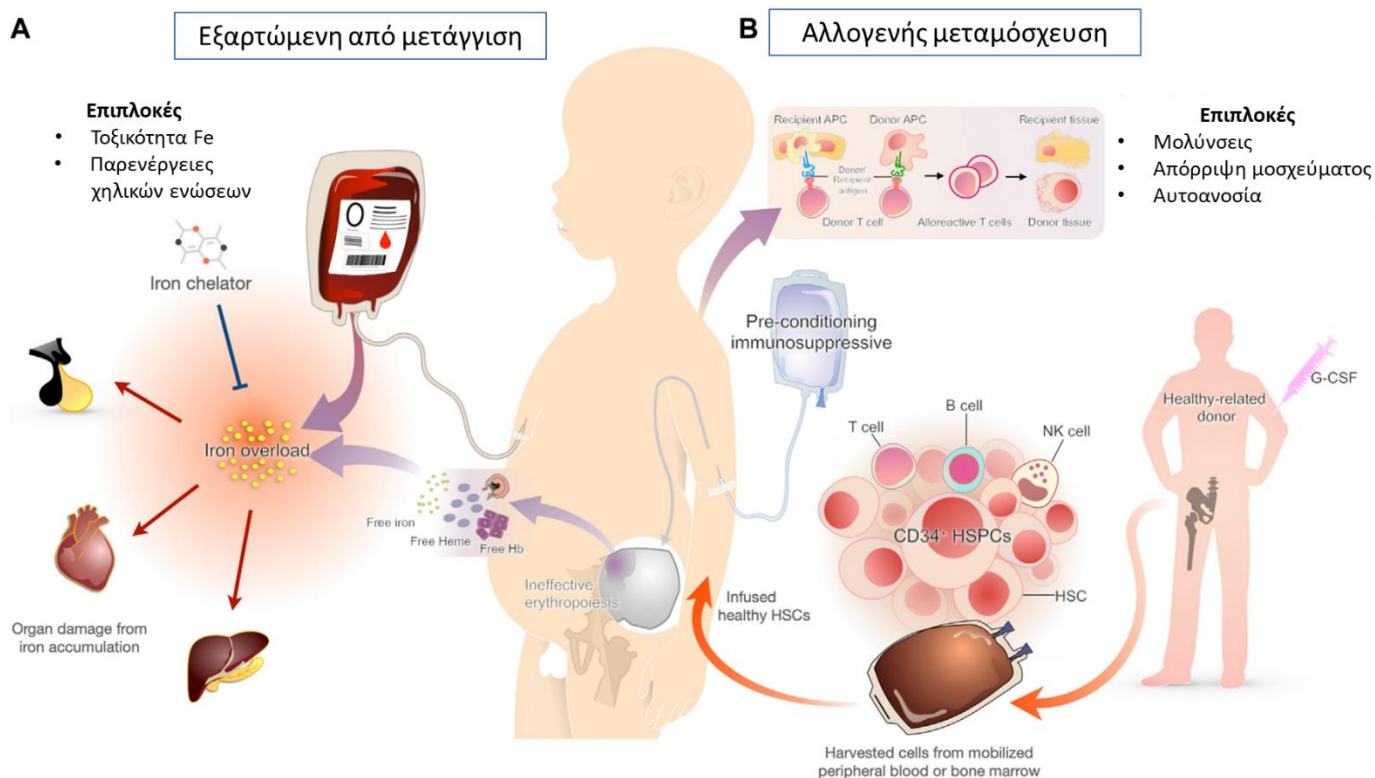 A
Εξαρτώμενη από μετάγγιση
Επιπλοκές
• Τοξικότητα Fe
• Παρενέργειες
χηλικών ενώσεων
Iron chelator
Iron overload
Free iron
Free Heme
Free Hb
Ineffective
erythropoiesis
Organ damage from
iron accumulation
B
Αλλογενής μεταμόσχευση
Recipient APC
Donor APC
Recipient tissue
Donor/
Recipient
antigen
Donor T cell
Alloreactive T cells
Donor tissue
Επιπλοκές
• Μολύνσεις
• Απόρριψη μοσχεύματος
• Αυτοανοσία
Pre-conditioning
immunosuppressive
G-CSF
Healthy-related
donor
T cell
B cell
NK cell
CD34⁺ HSPCs
HSC
Infused
healthy HSCs
Harvested cells from mobilized
peripheral blood or bone marrow